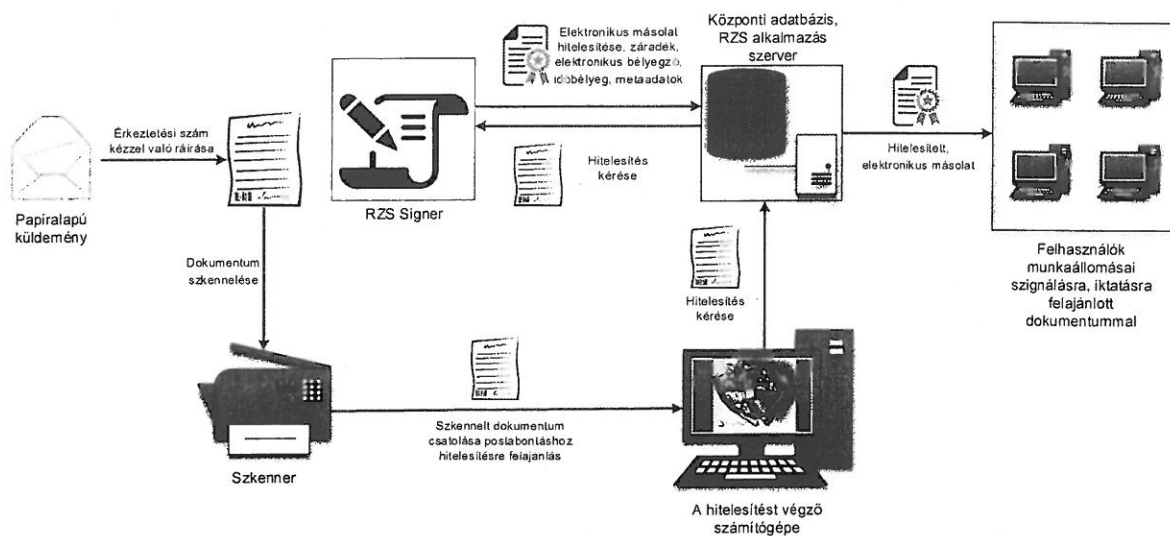 Központi adatbázis,
RZS alkalmazás
szerver
Elektronikus másolat
hitelesítése, záradék,
elektronikus bélyegző,
időbélyeg, metaadatok
Érkeztetési szám
kézzel való ráírása
Papíralapú
küldemény
RZS Signer
Hitelesítés
kérése
Hitelesített,
elektronikus másolat
Felhasználók
munkaállomásai
szignálásra, iktatásra
felajánlott
dokumentummal
Dokumentum
szkennelése
Hitelesítés
kérése
Szkenner
Szkennelt dokumentum
csatolása postabontáshoz
hitelesítésre felajánlás
A hitelesítést végző
számítógépe